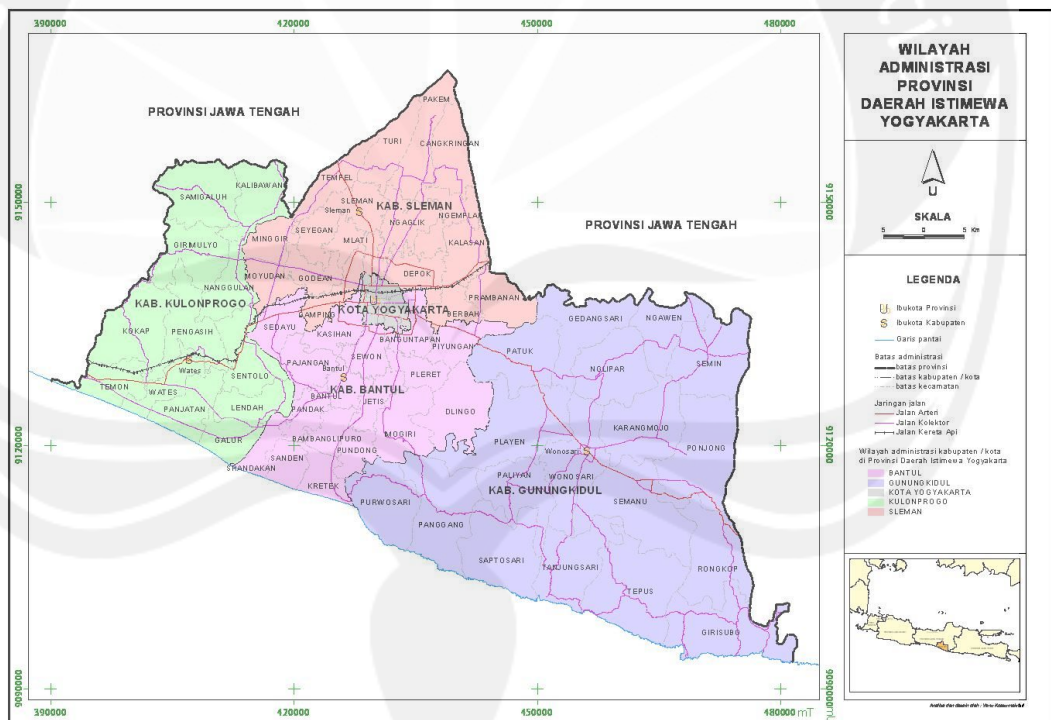 390000
420000
450000
480000
WILAYAH
ADMINISTRASI
PROVINSI
DAERAH ISTIMEWA
YOGYAKARTA
U
SKALA
5 0 5 Km
LEGENDA
Ibukota Provinsi
S Ibukota Kabupaten
Garis pantai
Batas administrasi
batas provinsi
batas kabupaten / kota
batas kecamatan
Jaringan jalan
Jalan Arteri
Jalan Kolektor
Jalan Kereta Api
Wilayah administrasi kabupaten / kota
di Provinsi Daerah Istimewa Yogyakarta
BANTUL
GUNUNGKIDUL
KOTA YOGYAKARTA
KULONPROGO
SLEMAN
PROVINSI JAWA TENGAH
PROVINSI JAWA TENGAH
9150000
9150000
9120000
9120000
9090000
9090000
PAKEM
TURI
CANGKRINGAN
TEMPEL
SLEMAN
Sleman
S
KAB. SLEMAN
NGEMPLAK
NGAGLIK
SEYEGAN
MINGGIR
MLATI
KALASAN
MOYUDAN
GODEAN
DEPOK
PRAMBANAN
GAMPING
BERBAH
KOTA YOGYAKARTA
KALIBAWANG
SAMIGALUH
GIRIMULYO
NANGGULAN
KAB. KULONPROGO
KOKAP
PENGASIH
S
Wates
SENTOLO
TEMON
WATES
PANJATAN
LENDAH
GALUR
SEDAYU
KASIHAN
BANGUNTAPAN
PIYUNGAN
SEWON
PAJANGAN
Bantul
S
PLERET
KAB. BANTUL
BANTUL
JETIS
PANDAK
DLINGO
BAMBANGLIPURO
MOGIRI
SANDEN
PUNDONG
SRANDAKAN
KRETEK
GEDANGSARI
NGAWEN
PATUK
NGLIPAR
SEMIN
KARANGMOJO
PLAYEN
Wonosari
S
PONJONG
PALIYAN
WONOSARI
KAB. GUNUNGKIDUL
SEMANU
PURWOSARI
PANGGANG
SAPTOSARI
TANJUNGSARI
RONGKOP
TEPUS
GIRISUBO
390000
420000
450000
480000 mT